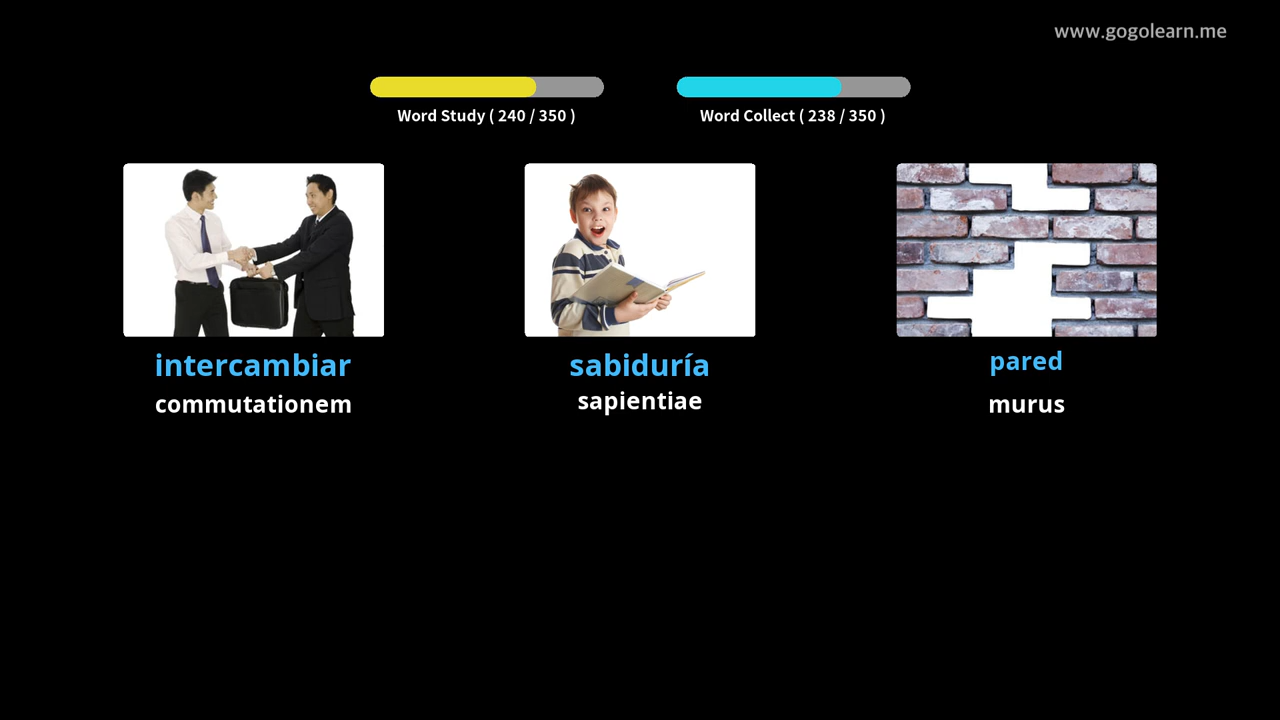 www.gogolearn.me
Word Study ( 240 / 350 )
Word Collect ( 238 / 350 )
intercambiar
commutationem
sabiduría
sapientiae
pared
murus